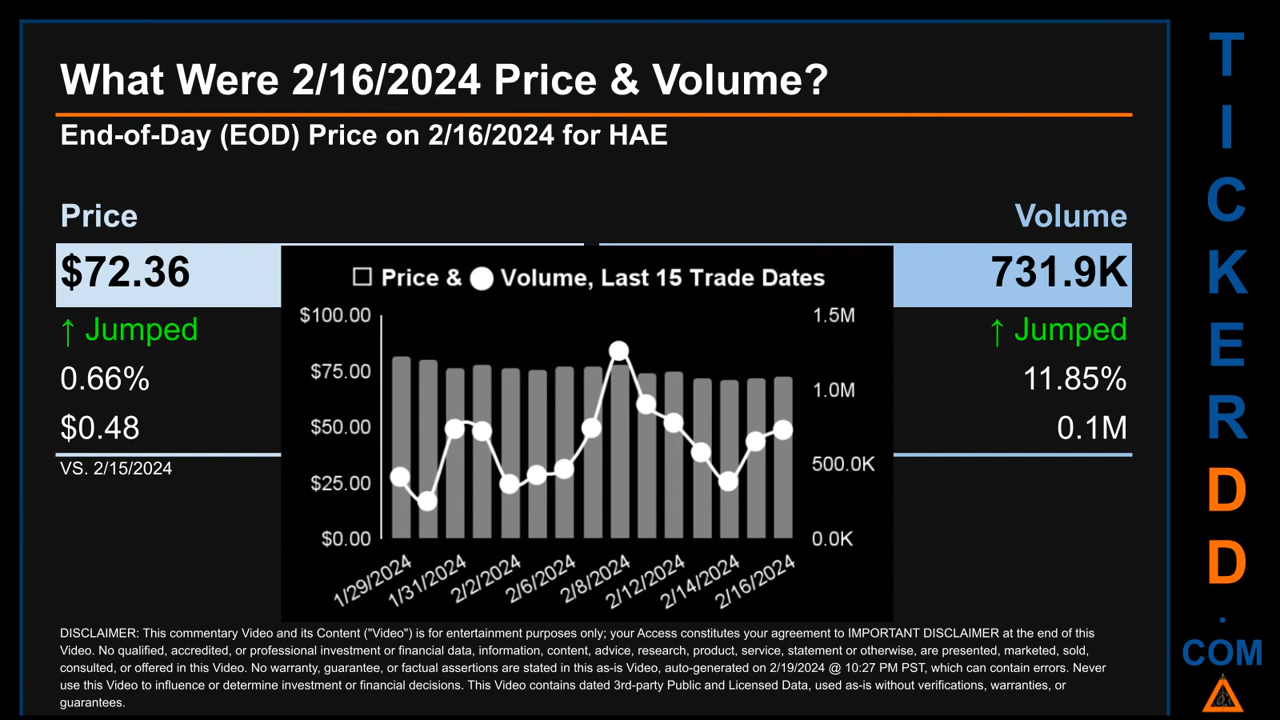 What Were 2/16/2024 Price & Volume?
End-of-Day (EOD) Price on 2/16/2024 for HAE
Price
Volume
$72.36
731.9K
↑ Jumped
↑ Jumped
0.66%
11.85%
$0.48
0.1M
VS. 2/15/2024
Price & Volume, Last 15 Trade Dates
$100.00
$75.00
$50.00
$25.00
$0.00
1.5M
1.0M
500.0K
0.0K
1/29/2024
1/31/2024
2/2/2024
2/6/2024
2/8/2024
2/12/2024
2/14/2024
2/16/2024
DISCLAIMER: This commentary Video and its Content ("Video") is for entertainment purposes only; your Access constitutes your agreement to IMPORTANT DISCLAIMER at the end of this
Video. No qualified, accredited, or professional investment or financial data, information, content, advice, research, product, service, statement or otherwise, are presented, marketed, sold,
consulted, or offered in this Video. No warranty, guarantee, or factual assertions are stated in this as-is Video, auto-generated on 2/19/2024 @ 10:27 PM PST, which can contain errors. Never
use this Video to influence or determine investment or financial decisions. This Video contains dated 3rd-party Public and Licensed Data, used as-is without verifications, warranties, or
guarantees.
T
I
C
K
E
R
D
D
.
COM